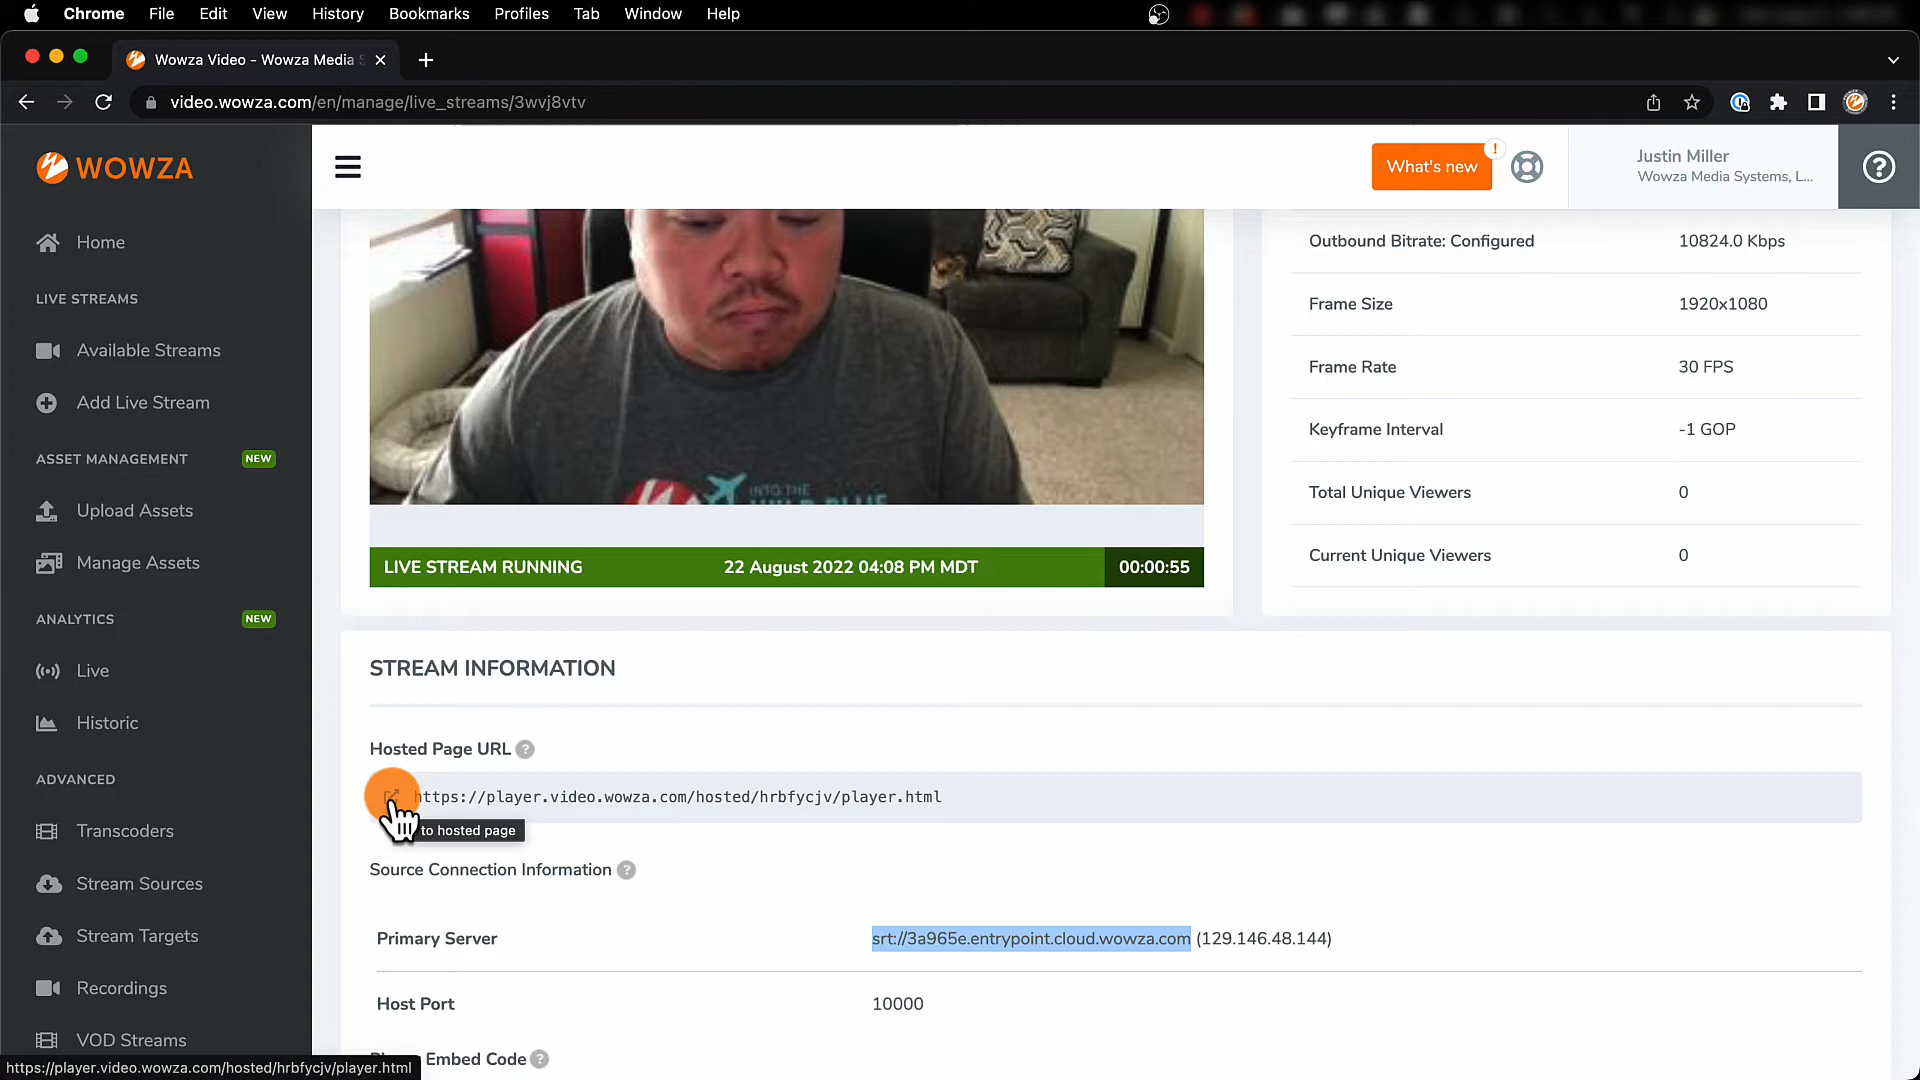 Chrome File Edit View History Bookmarks Profiles Tab Window Help
Wowza Video - Wowza Media S
video.wowza.com/en/manage/live_streams/3wvj8vtv
WOWZA
What's new
!
Justin Miller
Wowza Media Systems, L...
?
Home
LIVE STREAMS
Available Streams
Add Live Stream
ASSET MANAGEMENT NEW
Upload Assets
Manage Assets
ANALYTICS NEW
Live
Historic
ADVANCED
Transcoders
Stream Sources
Stream Targets
Recordings
VOD Streams
INTO THE
WILD BLUE
LIVE STREAM RUNNING 22 August 2022 04:08 PM MDT 00:00:55
Outbound Bitrate: Configured 10824.0 Kbps
Frame Size 1920x1080
Frame Rate 30 FPS
Keyframe Interval -1 GOP
Total Unique Viewers 0
Current Unique Viewers 0
STREAM INFORMATION
Hosted Page URL ?
https://player.video.wowza.com/hosted/hrbfycjv/player.html
to hosted page
Source Connection Information ?
Primary Server srt://3a965e.entrypoint.cloud.wowza.com (129.146.48.144)
Host Port 10000
Embed Code ?
https://player.video.wowza.com/hosted/hrbfycjv/player.html